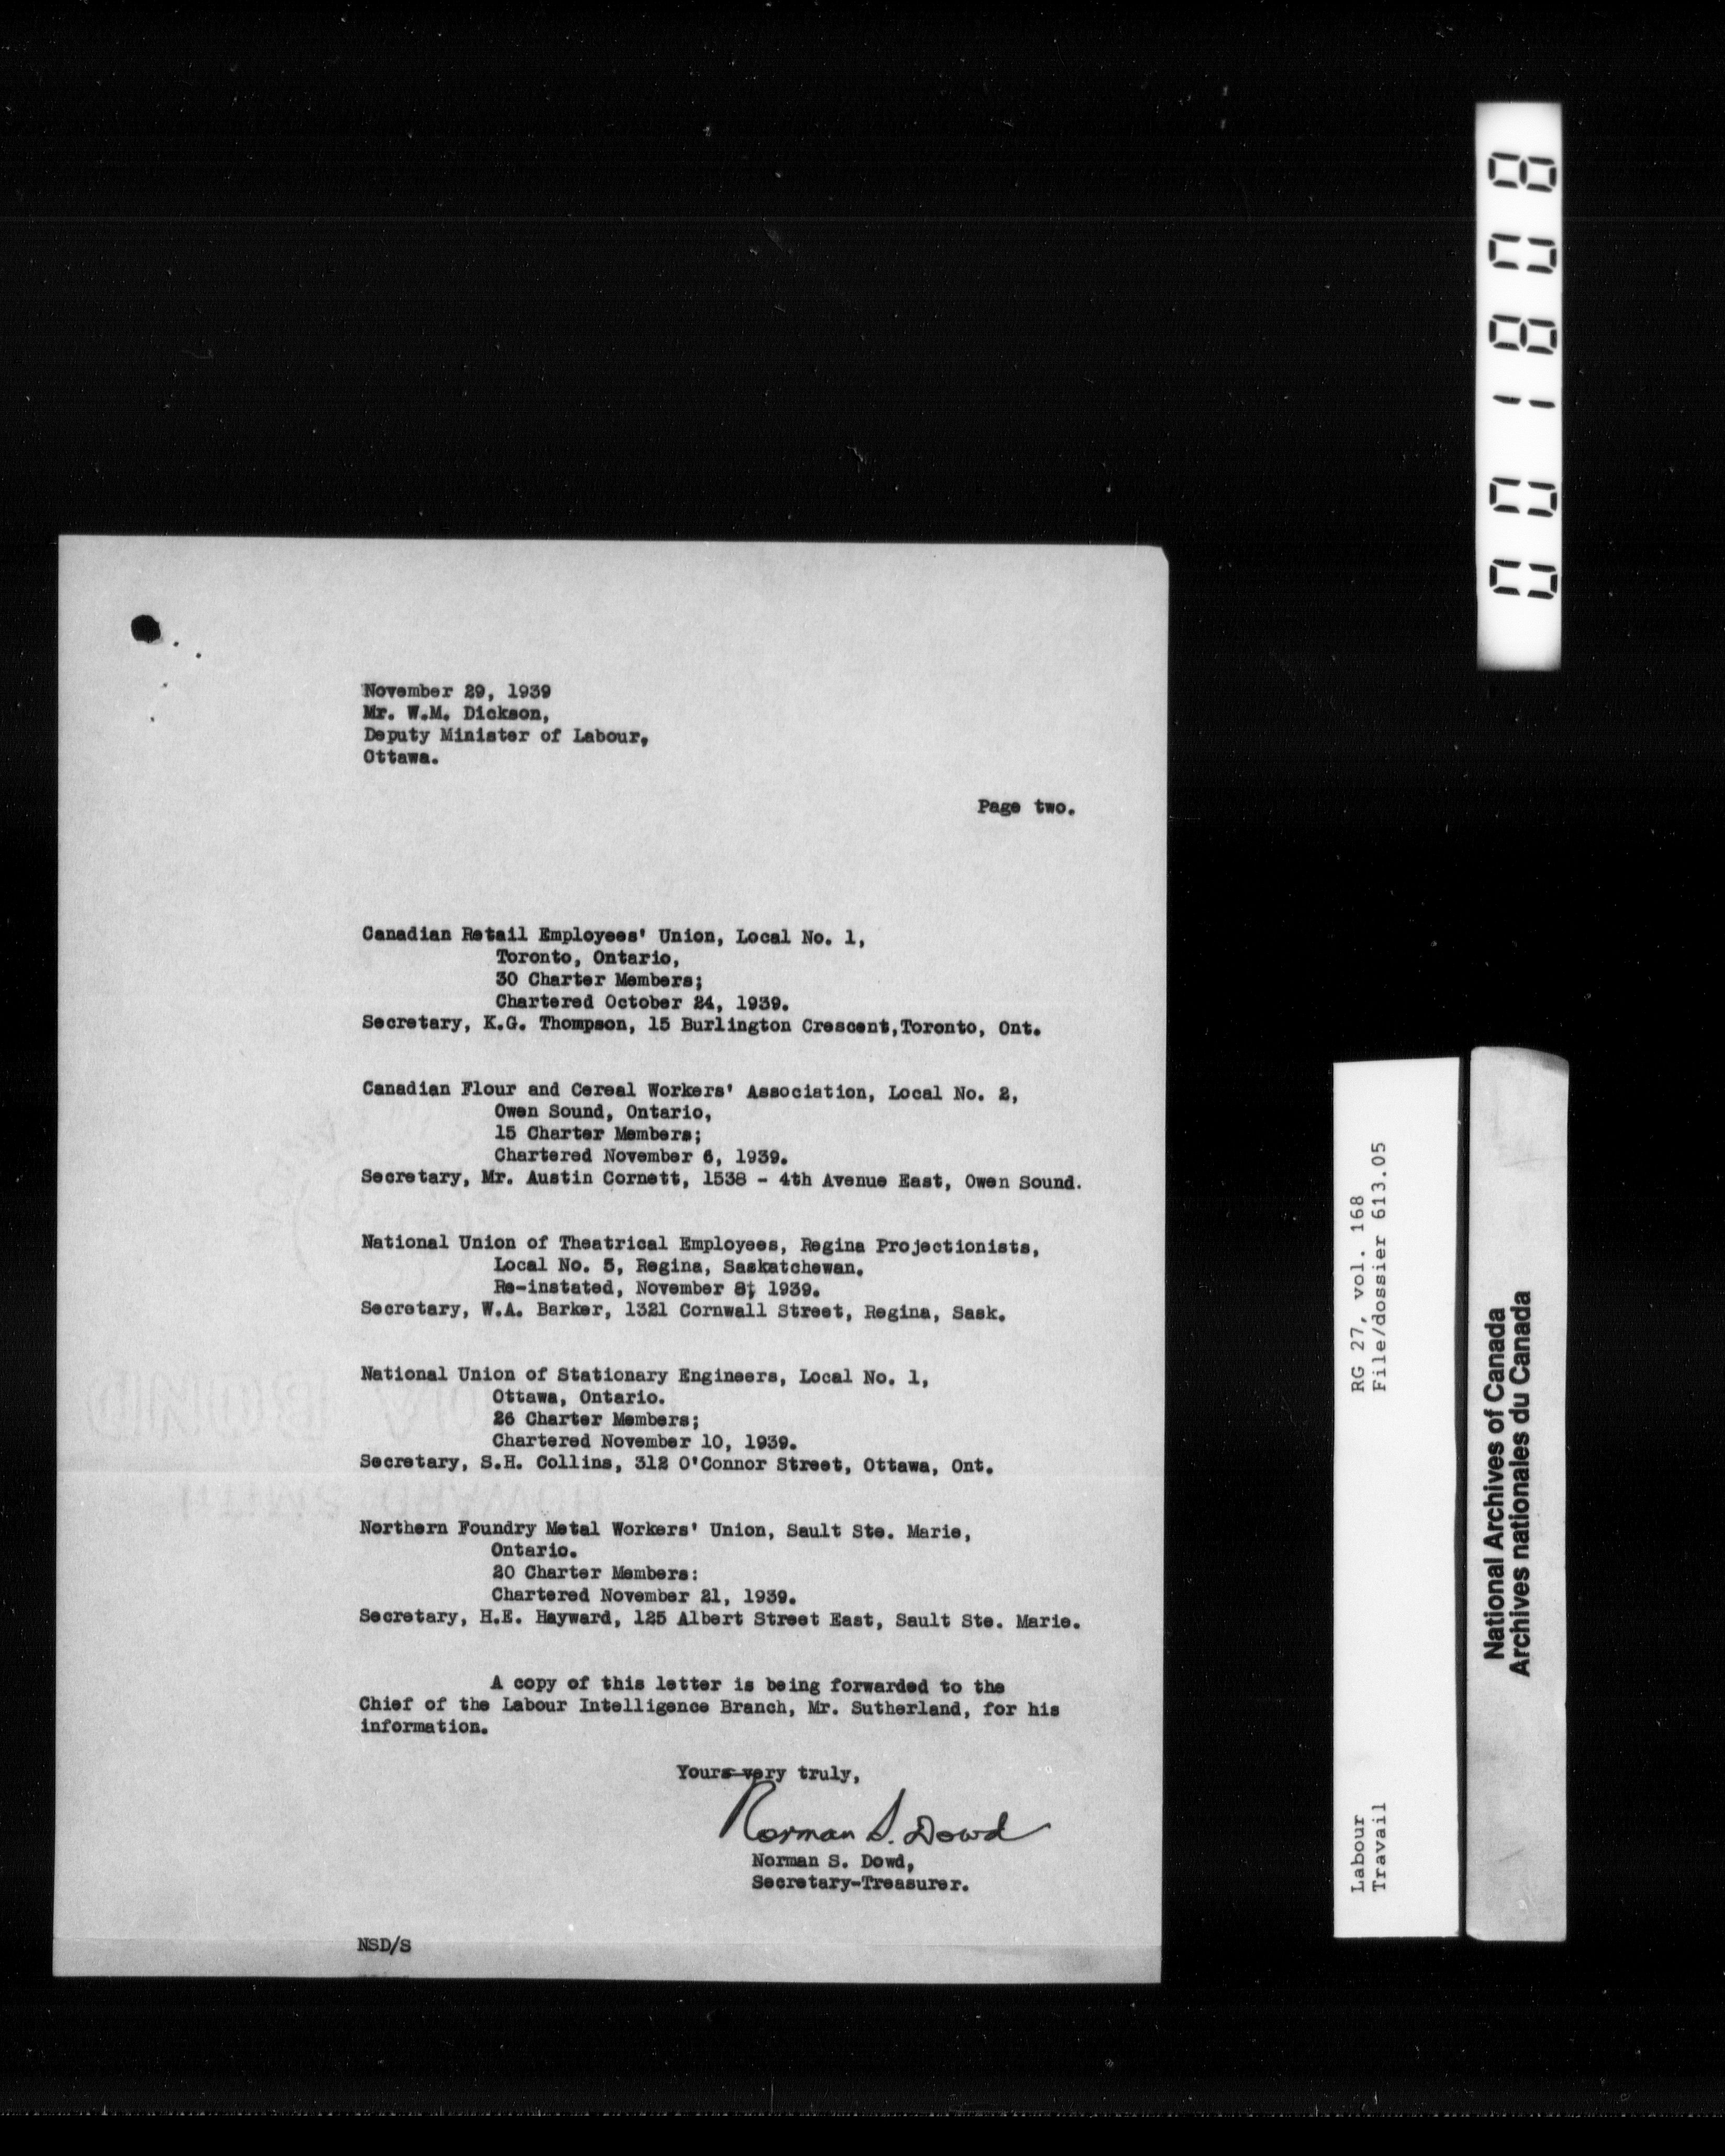 November 29, 1939
Mr. W.M. Dickson,
Deputy Minister of Labour,
Ottawa.
Page two.
Canadian Retail Employees' Union, Local No. 1,
Toronto, Ontario,
30 Charter Members;
Chartered October 24, 1939.
Secretary, K.G. Thompson, 15 Burlington Crescent,Toronto, Ont.
Canadian Flour and Cereal Workers' Association, Local No. 2,
Owen Sound, Ontario,
15 Charter Members;
Chartered November 6, 1939.
Secretary, Mr. Austin Cornett, 1538 - 4th Avenue East, Owen Sound.
National Union of Theatrical Employees, Regina Projectionists,
Local No. 5, Regina, Saskatchewan.
Re-instated, November 8, 1939.
Secretary, W.A. Barker, 1321 Cornwall Street, Regina, Sask.
National Union of Stationary Engineers, Local No. 1,
Ottawa, Ontario.
26 Charter Members;
Chartered November 10, 1939.
Secretary, S.H. Collins, 312 O'Connor Street, Ottawa, Ont.
Northern Foundry Metal Workers' Union, Sault Ste. Marie,
Ontario.
20 Charter Members:
Chartered November 21, 1939.
Secretary, H.E. Hayward, 125 Albert Street East, Sault Ste. Marie.
A copy of this letter is being forwarded to the
Chief of the Labour Intelligence Branch, Mr. Sutherland, for his
information.
Yours very truly,
Norman S. Dowd
Norman S. Dowd,
Secretary-Treasurer.
NSD/S
001808
RG 27, vol. 168
File/dossier 613.05
Labour
Travail
National Archives of Canada
Archives nationales du Canada